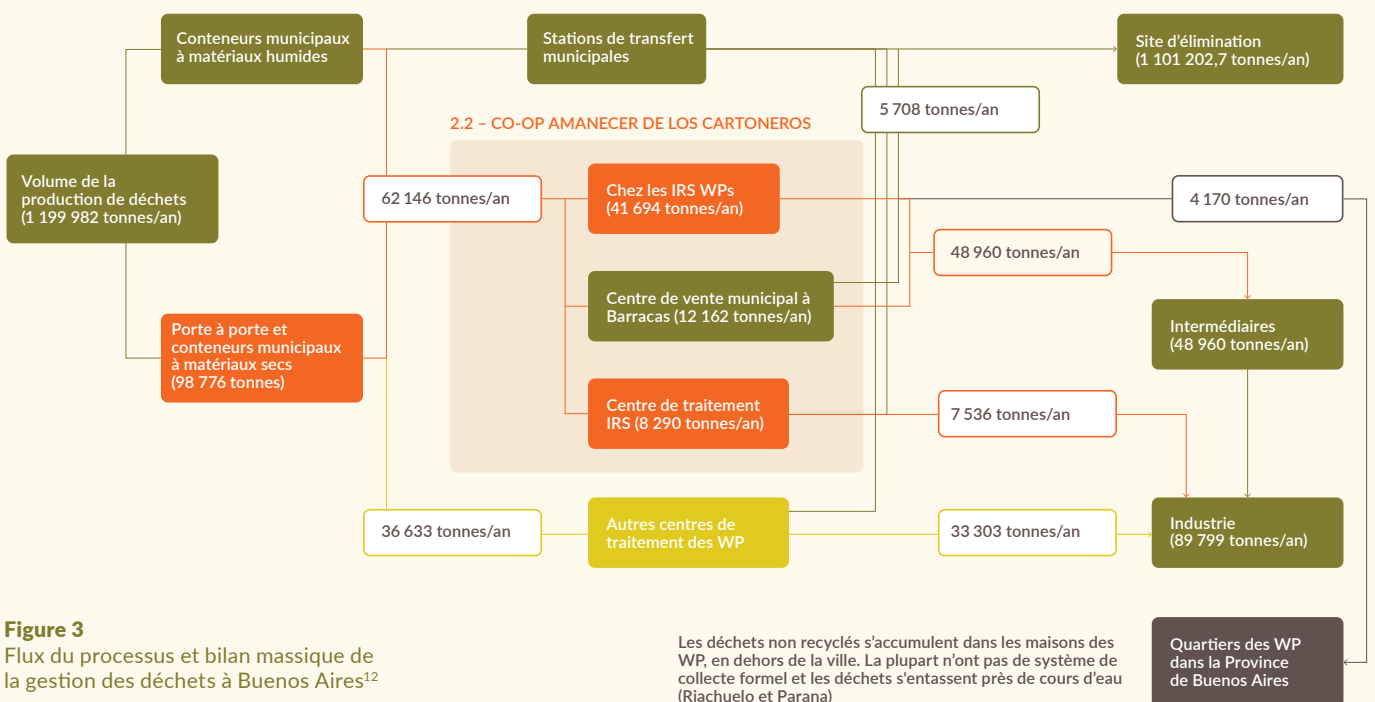 Conteneurs municipaux
à matériaux humides
Stations de transfert
municipales
Site d'élimination
(1 101 202,7 tonnes/an)
5 708 tonnes/an
2.2 – CO-OP AMANECER DE LOS CARTONEROS
Volume de la
production de déchets
(1 199 982 tonnes/an)
62 146 tonnes/an
Chez les IRS WPs
(41 694 tonnes/an)
4 170 tonnes/an
48 960 tonnes/an
Centre de vente municipal à
Barracas (12 162 tonnes/an)
Intermédiaires
(48 960 tonnes/an)
Porte à porte et
conteneurs municipaux
à matériaux secs
(98 776 tonnes)
Centre de traitement
IRS (8 290 tonnes/an)
7 536 tonnes/an
36 633 tonnes/an
Autres centres de
traitement des WP
33 303 tonnes/an
Industrie
(89 799 tonnes/an)
Figure 3
Flux du processus et bilan massique de
la gestion des déchets à Buenos Aires¹²
Les déchets non recyclés s'accumulent dans les maisons des
WP, en dehors de la ville. La plupart n'ont pas de système de
collecte formel et les déchets s'entassent près de cours d'eau
(Riachuelo et Parana)
Quartiers des WP
dans la Province
de Buenos Aires